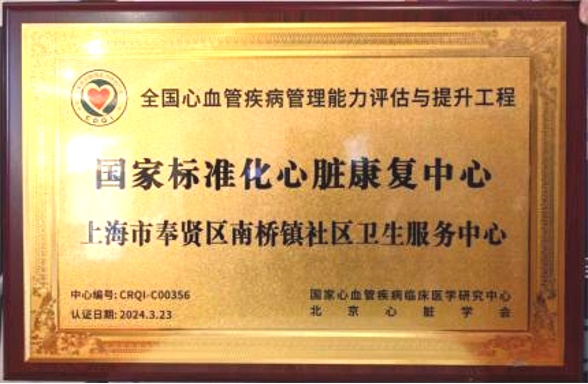 全国心血管疾病管理能力评估与提升工程
CDQI
国家标准化心脏康复中心
上海市奉贤区南桥镇社区卫生服务中心
中心编号: CRQI-C00356
认证日期: 2024.3.23
国家心血管疾病临床医学研究中心
北京心脏学会